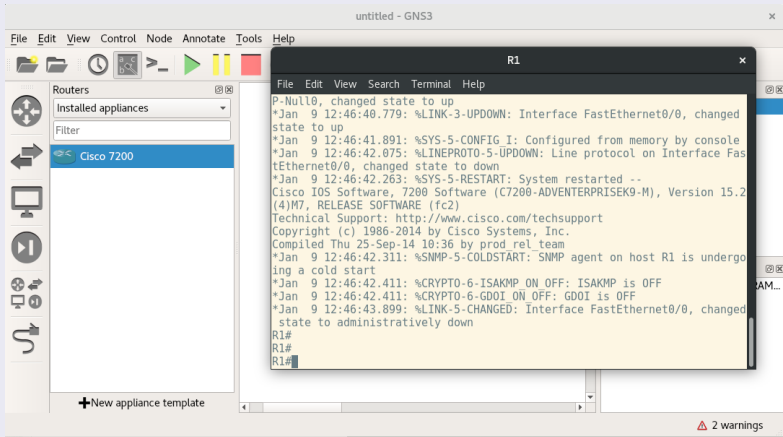 untitled - GNS3
File Edit View Control Node Annotate Tools Help
Routers
Installed appliances
Filter
Cisco 7200
New appliance template
R1
File Edit View Search Terminal Help
P-Null0, changed state to up
*Jan  9 12:46:40.779: %LINK-3-UPDOWN: Interface FastEthernet0/0, changed
state to up
*Jan  9 12:46:41.891: %SYS-5-CONFIG_I: Configured from memory by console
*Jan  9 12:46:42.075: %LINEPROTO-5-UPDOWN: Line protocol on Interface Fas
tEthernet0/0, changed state to down
*Jan  9 12:46:42.263: %SYS-5-RESTART: System restarted --
Cisco IOS Software, 7200 Software (C7200-ADVENTERPRISEK9-M), Version 15.2
(4)M7, RELEASE SOFTWARE (fc2)
Technical Support: http://www.cisco.com/techsupport
Copyright (c) 1986-2014 by Cisco Systems, Inc.
Compiled Thu 25-Sep-14 10:36 by prod_rel_team
*Jan  9 12:46:42.311: %SNMP-5-COLDSTART: SNMP agent on host R1 is undergo
ing a cold start
*Jan  9 12:46:42.411: %CRYPTO-6-ISAKMP_ON_OFF: ISAKMP is OFF
*Jan  9 12:46:42.411: %CRYPTO-6-GDOI_ON_OFF: GDOI is OFF
*Jan  9 12:46:43.899: %LINK-5-CHANGED: Interface FastEthernet0/0, changed
 state to administratively down
R1#
R1#
R1#
RAM...
2 warnings